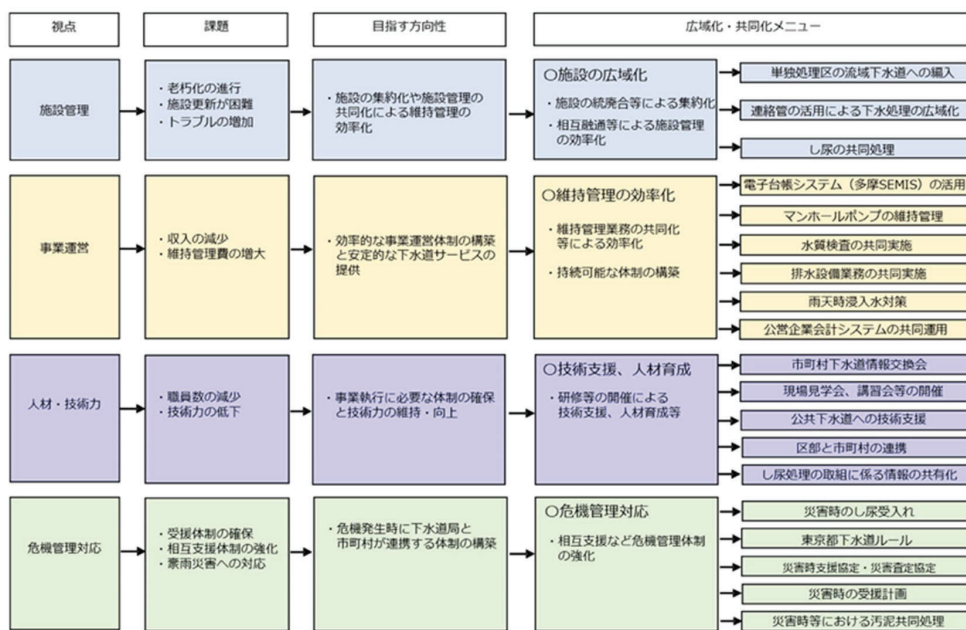 視点
課題
目指す方向性
広域化・共同化メニュー
施設管理
・老朽化の進行
・施設更新が困難
・トラブルの増加
・施設の集約化や施設管理の
共同化による維持管理の
効率化
〇施設の広域化
・施設の統廃合等による集約化
・相互融通等による施設管理
の効率化
単独処理区の流域下水道への編入
連絡管の活用による下水処理の広域化
し尿の共同処理
事業運営
・収入の減少
・維持管理費の増大
・効率的な事業運営体制の構築
と安定的な下水道サービスの
提供
〇維持管理の効率化
・維持管理業務の共同化
等による効率化
・持続可能な体制の構築
電子台帳システム（多摩SEMIS）の活用
マンホールポンプの維持管理
水質検査の共同実施
排水設備業務の共同実施
雨天時浸入水対策
公営企業会計システムの共同運用
人材・技術力
・職員数の減少
・技術力の低下
・事業執行に必要な体制の確保
と技術力の維持・向上
〇技術支援、人材育成
・研修等の開催による
技術支援、人材育成等
市町村下水道情報交換会
現場見学会、講習会等の開催
公共下水道への技術支援
区部と市町村の連携
し尿処理の取組に係る情報の共有化
危機管理対応
・受援体制の確保
・相互支援体制の強化
・豪雨災害への対応
・危機発生時に下水道局と
市町村が連携する体制の構築
〇危機管理対応
・相互支援など危機管理体制
の強化
災害時のし尿受入れ
東京都下水道ルール
災害時支援協定・災害査定協定
災害時の受援計画
災害時等における汚泥共同処理